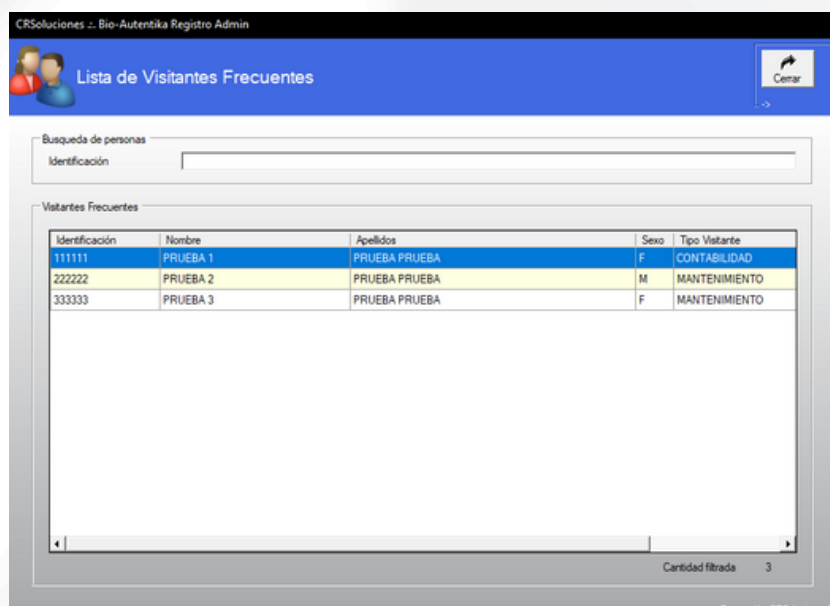 CRSoluciones .:. Bio-Autentika Registro Admin
Lista de Visitantes Frecuentes
Cerrar
->
Busqueda de personas
Identificación
Visitantes Frecuentes
Identificación Nombre Apellidos Sexo Tipo Visitante
111111 PRUEBA 1 PRUEBA PRUEBA F CONTABILIDAD
222222 PRUEBA 2 PRUEBA PRUEBA M MANTENIMIENTO
333333 PRUEBA 3 PRUEBA PRUEBA F MANTENIMIENTO
Cantidad filtrada 3